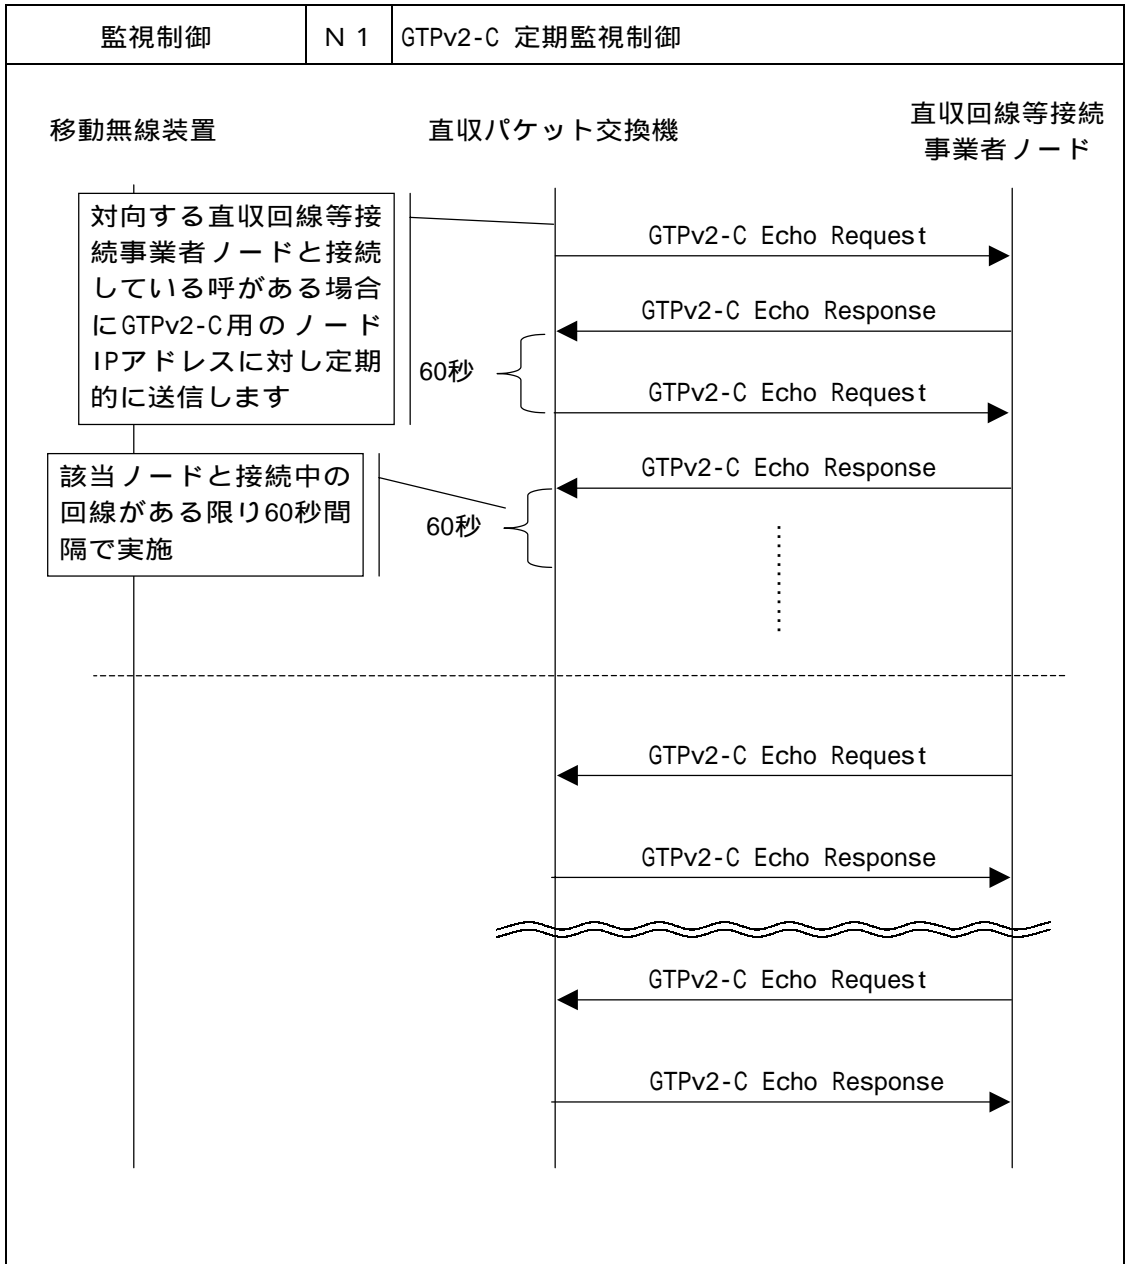 監視制御 N1 GTPv2-C 定期監視制御
移動無線装置
直収パケット交換機
直収回線等接続
事業者ノード
対向する直収回線等接
続事業者ノードと接続
している呼がある場合
にGTPv2-C用のノード
IPアドレスに対し定期
的に送信します
GTPv2-C Echo Request
GTPv2-C Echo Response
60秒
GTPv2-C Echo Request
該当ノードと接続中の
回線がある限り60秒間
隔で実施
GTPv2-C Echo Response
60秒
GTPv2-C Echo Request
GTPv2-C Echo Response
GTPv2-C Echo Request
GTPv2-C Echo Response